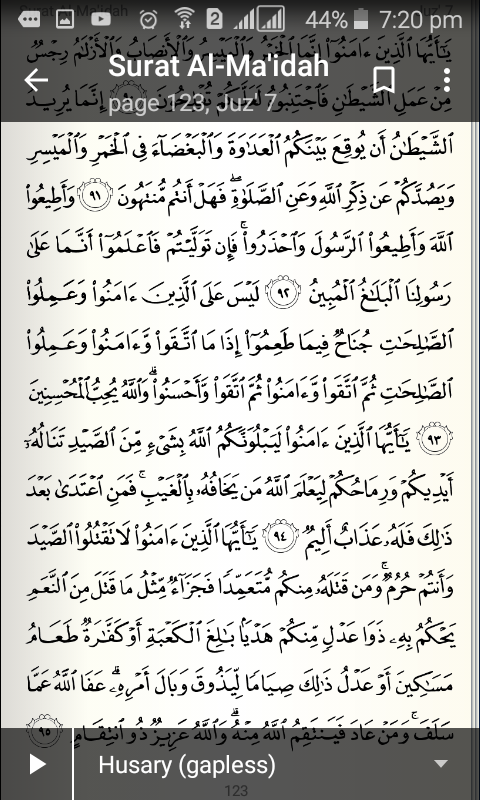 44% 7:20 pm
يَٰٓأَيُّهَا ٱلَّذِينَ ءَامَنُوٓا۟ إِنَّمَا ٱلْخَمْرُ وَٱلْمَيْسِرُ وَٱلْأَنصَابُ وَٱلْأَزْلَٰمُ رِجْسٌ
Surat Al-Ma'idah
مِّنْ عَمَلِ ٱلشَّيْطَٰنِ فَٱجْتَنِبُوهُ لَعَلَّكُمْ تُفْلِحُونَ ٩٠ إِنَّمَا يُرِيدُ
page 123, Juz' 7
ٱلشَّيْطَٰنُ أَن يُوقِعَ بَيْنَكُمُ ٱلْعَدَٰوَةَ وَٱلْبَغْضَآءَ فِى ٱلْخَمْرِ وَٱلْمَيْسِرِ
وَيَصُدَّكُمْ عَن ذِكْرِ ٱللَّهِ وَعَنِ ٱلصَّلَوٰةِ ۖ فَهَلْ أَنتُم مُّنتَهُونَ ٩١ وَأَطِيعُوا۟
ٱللَّهَ وَأَطِيعُوا۟ ٱلرَّسُولَ وَٱحْذَرُوا۟ ۚ فَإِن تَوَلَّيْتُمْ فَٱعْلَمُوٓا۟ أَنَّمَا عَلَىٰ
رَسُولِنَا ٱلْبَلَٰغُ ٱلْمُبِينُ ٩٢ لَيْسَ عَلَى ٱلَّذِينَ ءَامَنُوا۟ وَعَمِلُوا۟
ٱلصَّٰلِحَٰتِ جُنَاحٌ فِيمَا طَعِمُوٓا۟ إِذَا مَا ٱتَّقَوا۟ وَّءَامَنُوا۟ وَعَمِلُوا۟
ٱلصَّٰلِحَٰتِ ثُمَّ ٱتَّقَوا۟ وَّءَامَنُوا۟ ثُمَّ ٱتَّقَوا۟ وَّأَحْسَنُوا۟ ۗ وَٱللَّهُ يُحِبُّ ٱلْمُحْسِنِينَ
٩٣ يَٰٓأَيُّهَا ٱلَّذِينَ ءَامَنُوا۟ لَيَبْلُوَنَّكُمُ ٱللَّهُ بِشَىْءٍ مِّنَ ٱلصَّيْدِ تَنَالُهُۥٓ
أَيْدِيكُمْ وَرِمَاحُكُمْ لِيَعْلَمَ ٱللَّهُ مَن يَخَافُهُۥ بِٱلْغَيْبِ ۚ فَمَنِ ٱعْتَدَىٰ بَعْدَ
ذَٰلِكَ فَلَهُۥ عَذَابٌ أَلِيمٌ ٩٤ يَٰٓأَيُّهَا ٱلَّذِينَ ءَامَنُوا۟ لَا تَقْتُلُوا۟ ٱلصَّيْدَ
وَأَنتُمْ حُرُمٌ ۚ وَمَن قَتَلَهُۥ مِنكُم مُّتَعَمِّدًا فَجَزَآءٌ مِّثْلُ مَا قَتَلَ مِنَ ٱلنَّعَمِ
يَحْكُمُ بِهِۦ ذَوَا عَدْلٍ مِّنكُمْ هَدْيًۢا بَٰلِغَ ٱلْكَعْبَةِ أَوْ كَفَّٰرَةٌ طَعَامُ
مَسَٰكِينَ أَوْ عَدْلُ ذَٰلِكَ صِيَامًا لِّيَذُوقَ وَبَالَ أَمْرِهِۦ ۗ عَفَا ٱللَّهُ عَمَّا
سَلَفَ ۚ وَمَنْ عَادَ فَيَنتَقِمُ ٱللَّهُ مِنْهُ ۗ وَٱللَّهُ عَزِيزٌ ذُو ٱنتِقَامٍ ٩٥
Husary (gapless)
123